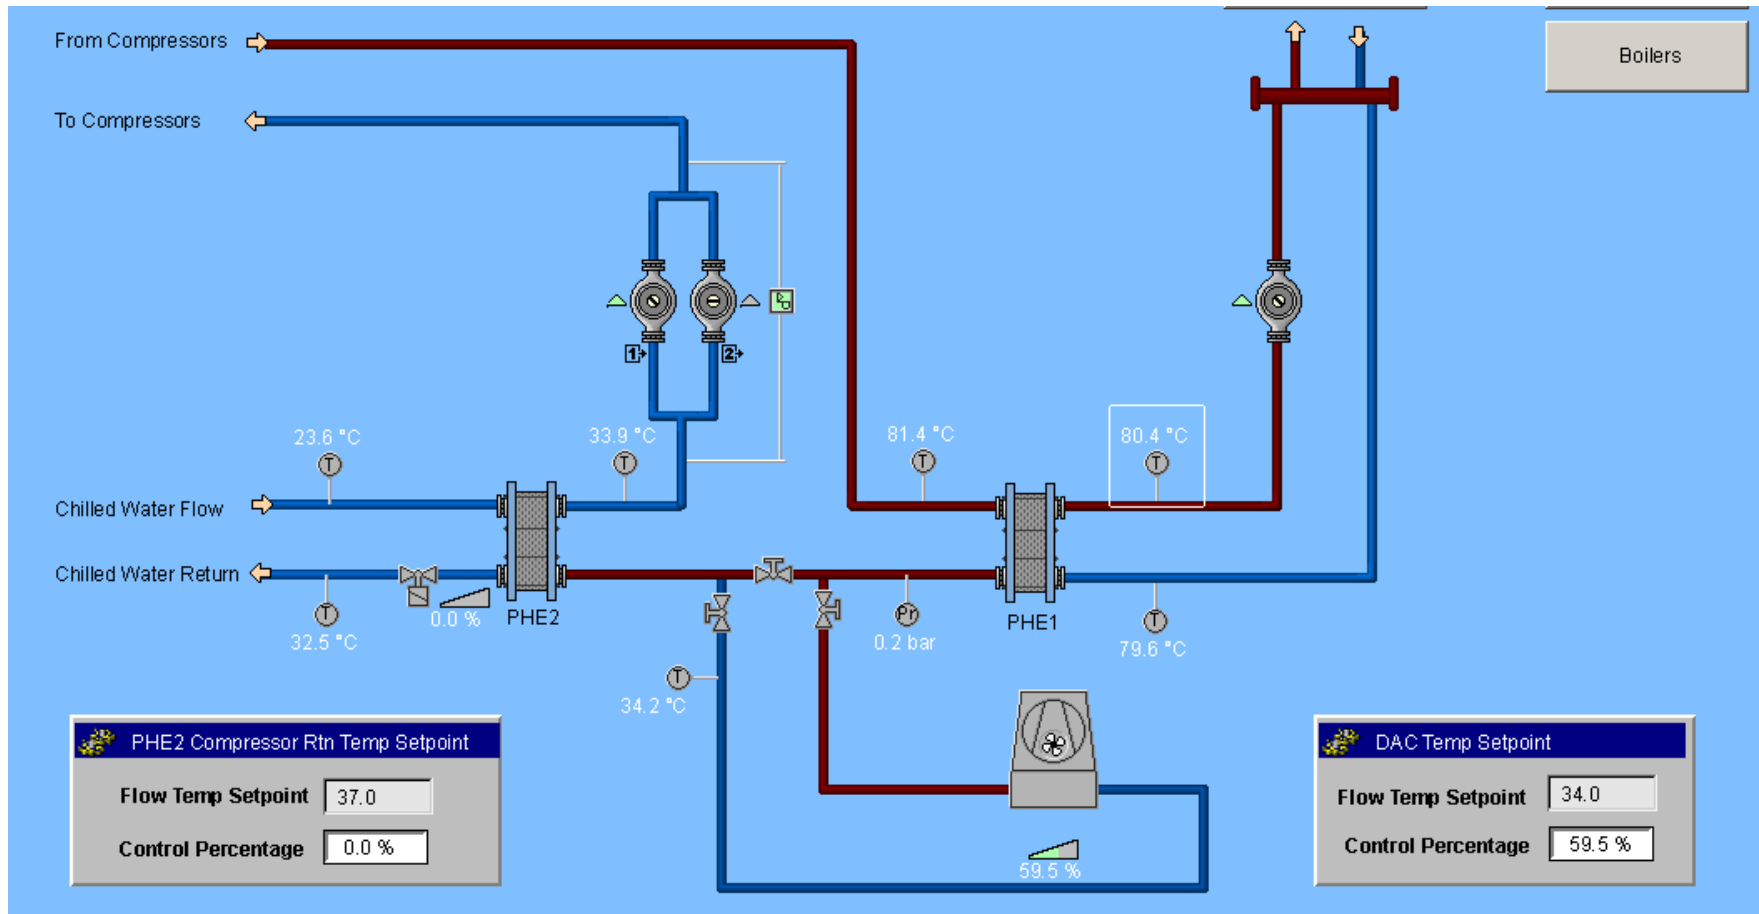 From Compressors
Boilers
To Compressors
1
2
23.6 °C
33.9 °C
81.4 °C
80.4 °C
T
T
T
T
Chilled Water Flow
Chilled Water Return
0.0 %
PHE2
T
32.5 °C
Pr
0.2 bar
PHE1
T
79.6 °C
T
34.2 °C
PHE2 Compressor Rtn Temp Setpoint
Flow Temp Setpoint 37.0
Control Percentage 0.0 %
59.5 %
DAC Temp Setpoint
Flow Temp Setpoint 34.0
Control Percentage 59.5 %